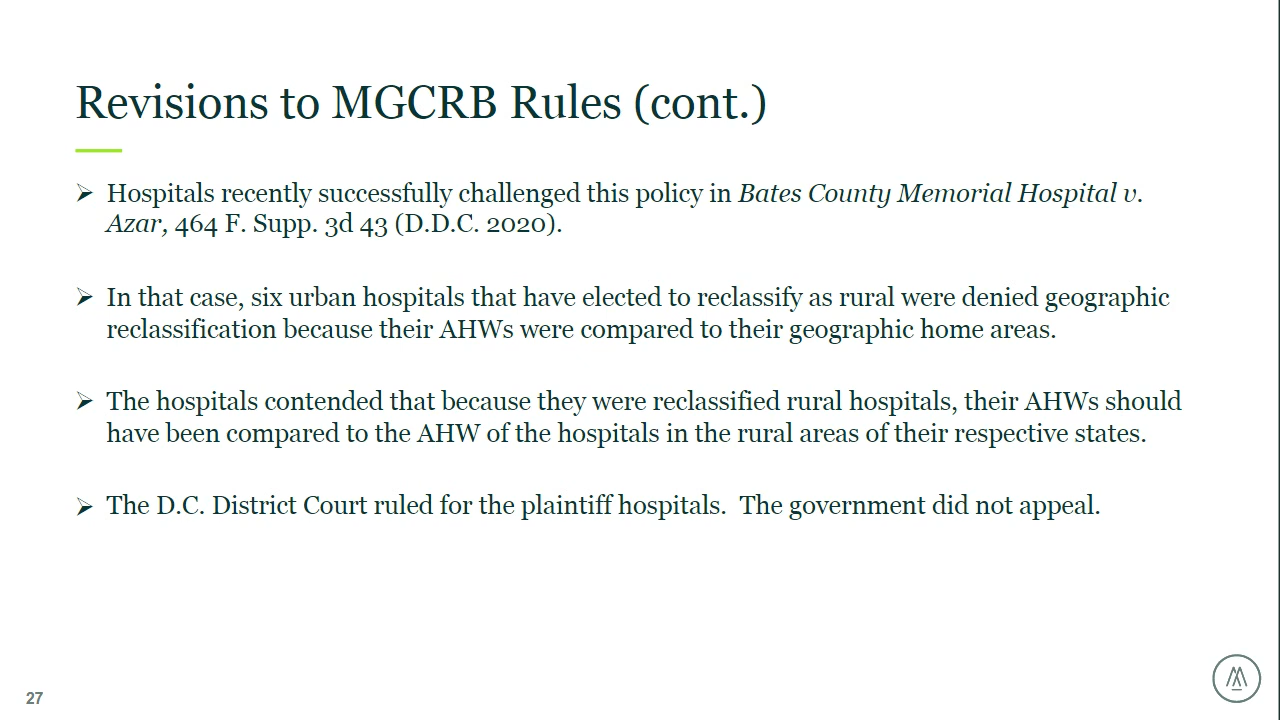 Revisions to MGCRB Rules (cont.)
➢ Hospitals recently successfully challenged this policy in Bates County Memorial Hospital v.
Azar, 464 F. Supp. 3d 43 (D.D.C. 2020).
➢ In that case, six urban hospitals that have elected to reclassify as rural were denied geographic
reclassification because their AHWs were compared to their geographic home areas.
➢ The hospitals contended that because they were reclassified rural hospitals, their AHWs should
have been compared to the AHW of the hospitals in the rural areas of their respective states.
➢ The D.C. District Court ruled for the plaintiff hospitals.  The government did not appeal.
27